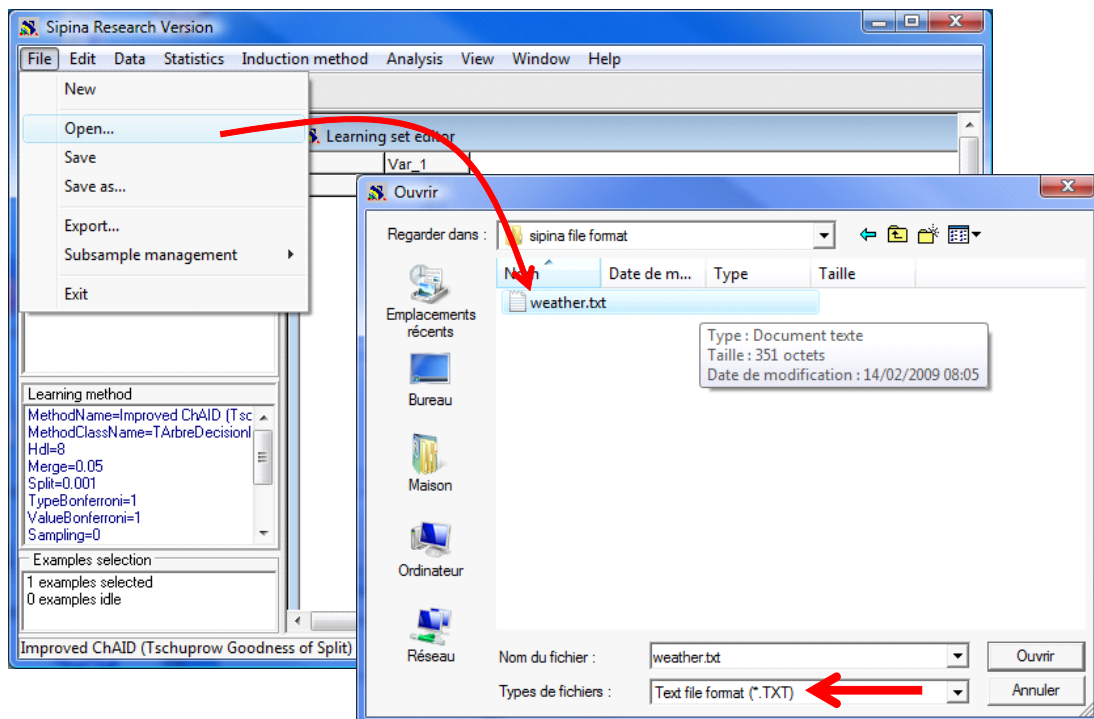 Sipina Research Version
File Edit Data Statistics Induction method Analysis View Window Help
New
Open...
Save
Save as...
Export...
Subsample management
Exit
Learning set editor
Var_1
Learning method
MethodName=Improved ChAID (Tsc
MethodClassName=TArbreDecisionI
Hdl=8
Merge=0.05
Split=0.001
TypeBonferroni=1
ValueBonferroni=1
Sampling=0
Examples selection
1 examples selected
0 examples idle
Improved ChAID (Tschuprow Goodness of Split)
Ouvrir
Regarder dans : sipina file format
Nom Date de m... Type Taille
weather.txt
Type : Document texte
Taille : 351 octets
Date de modification : 14/02/2009 08:05
Emplacements
récents
Bureau
Maison
Ordinateur
Réseau
Nom du fichier : weather.txt Ouvrir
Types de fichiers : Text file format (*.TXT) Annuler